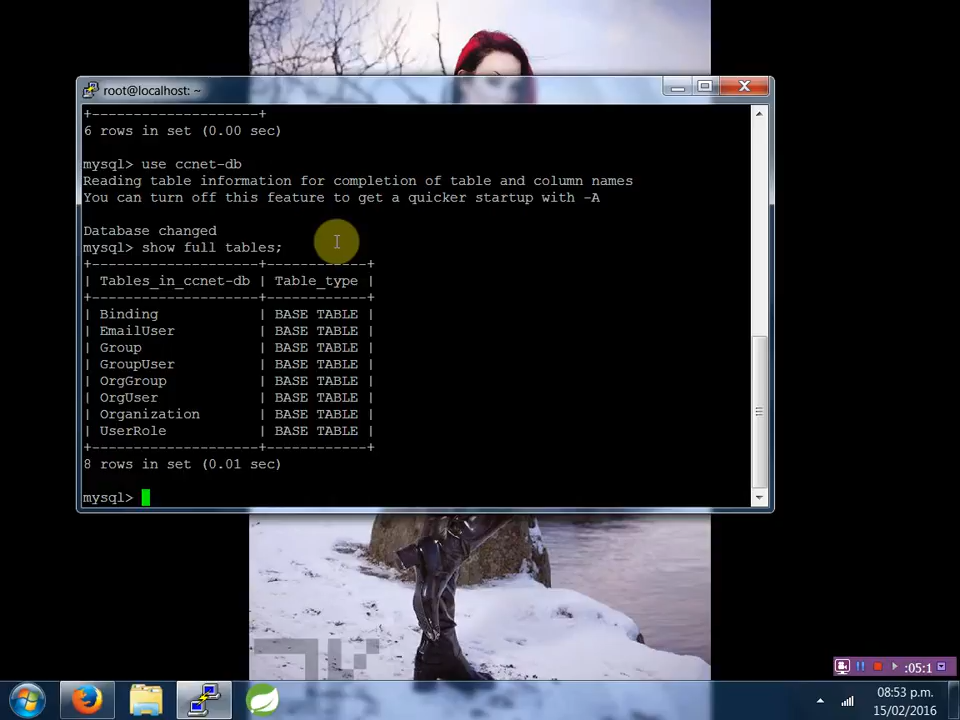 root@localhost: ~
+--------------------+
6 rows in set (0.00 sec)
mysql> use ccnet-db
Reading table information for completion of table and column names
You can turn off this feature to get a quicker startup with -A
Database changed
mysql> show full tables;
+--------------------+------------+
| Tables_in_ccnet-db | Table_type |
+--------------------+------------+
| Binding            | BASE TABLE |
| EmailUser          | BASE TABLE |
| Group              | BASE TABLE |
| GroupUser          | BASE TABLE |
| OrgGroup           | BASE TABLE |
| OrgUser            | BASE TABLE |
| Organization       | BASE TABLE |
| UserRole           | BASE TABLE |
+--------------------+------------+
8 rows in set (0.01 sec)
mysql>
:05:1
08:53 p.m.
15/02/2016